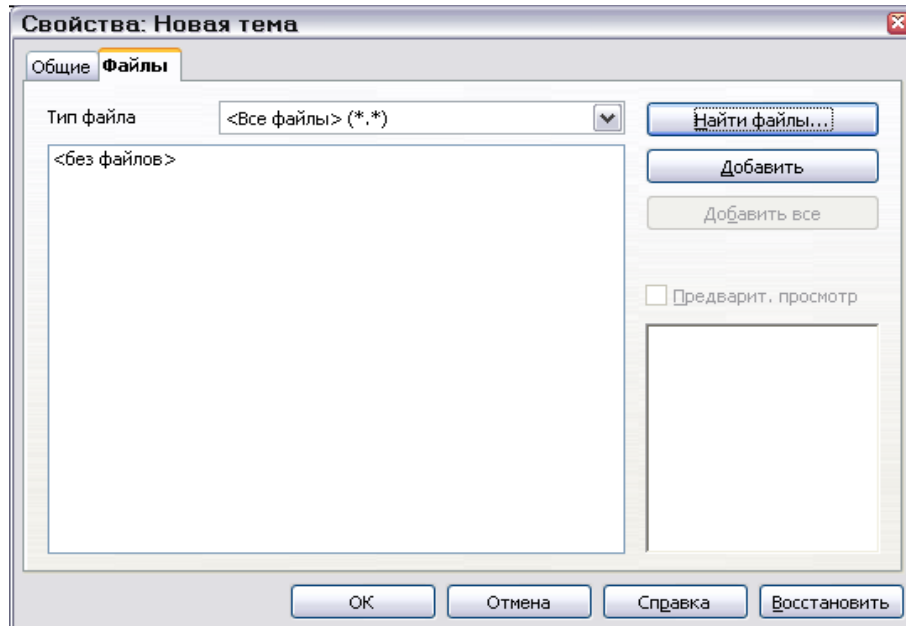 Свойства: Новая тема
Общие Файлы
Тип файла <Все файлы> (*.*) Найти файлы...
<без файлов> Добавить
Добавить все
Предварит. просмотр
ОК Отмена Справка Восстановить